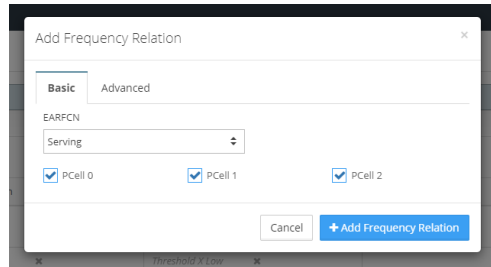 Add Frequency Relation ×
Basic Advanced
EARFCN
Serving
PCell 0 PCell 1 PCell 2
Cancel + Add Frequency Relation
Threshold X Low